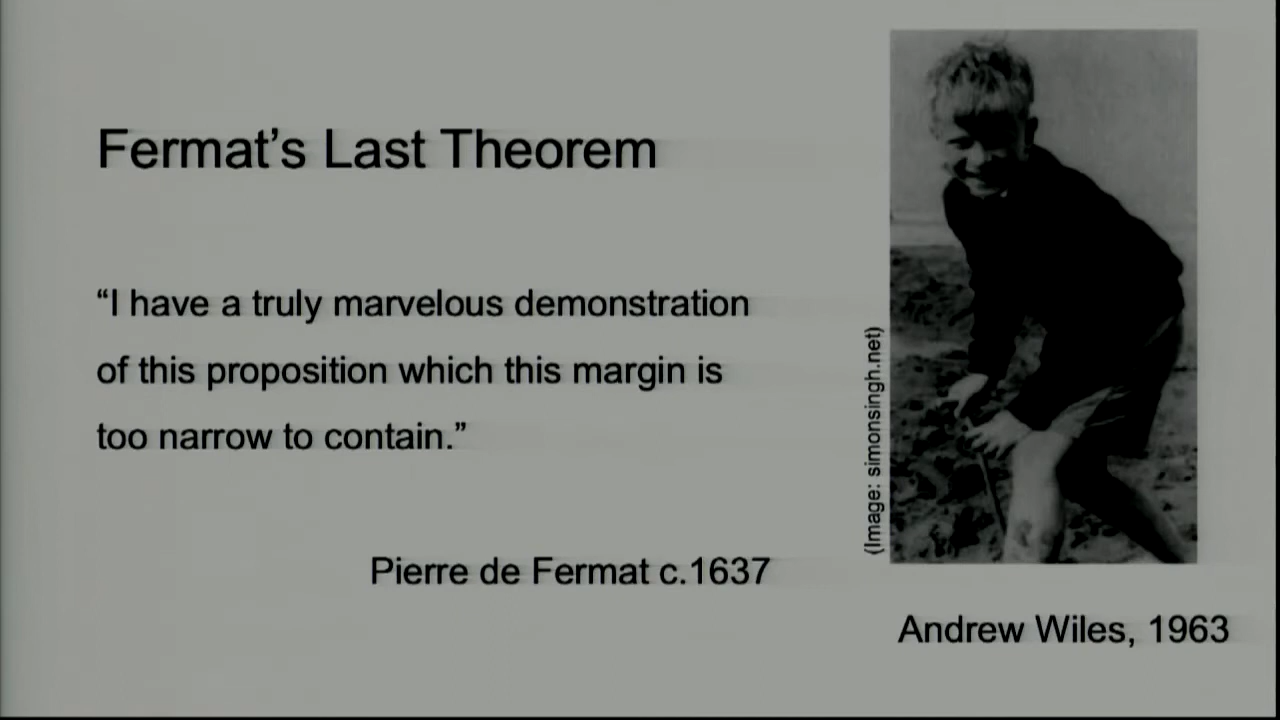 Fermat’s Last Theorem
“I have a truly marvelous demonstration
of this proposition which this margin is
too narrow to contain.”
Pierre de Fermat c.1637
(Image: simonsingh.net)
Andrew Wiles, 1963